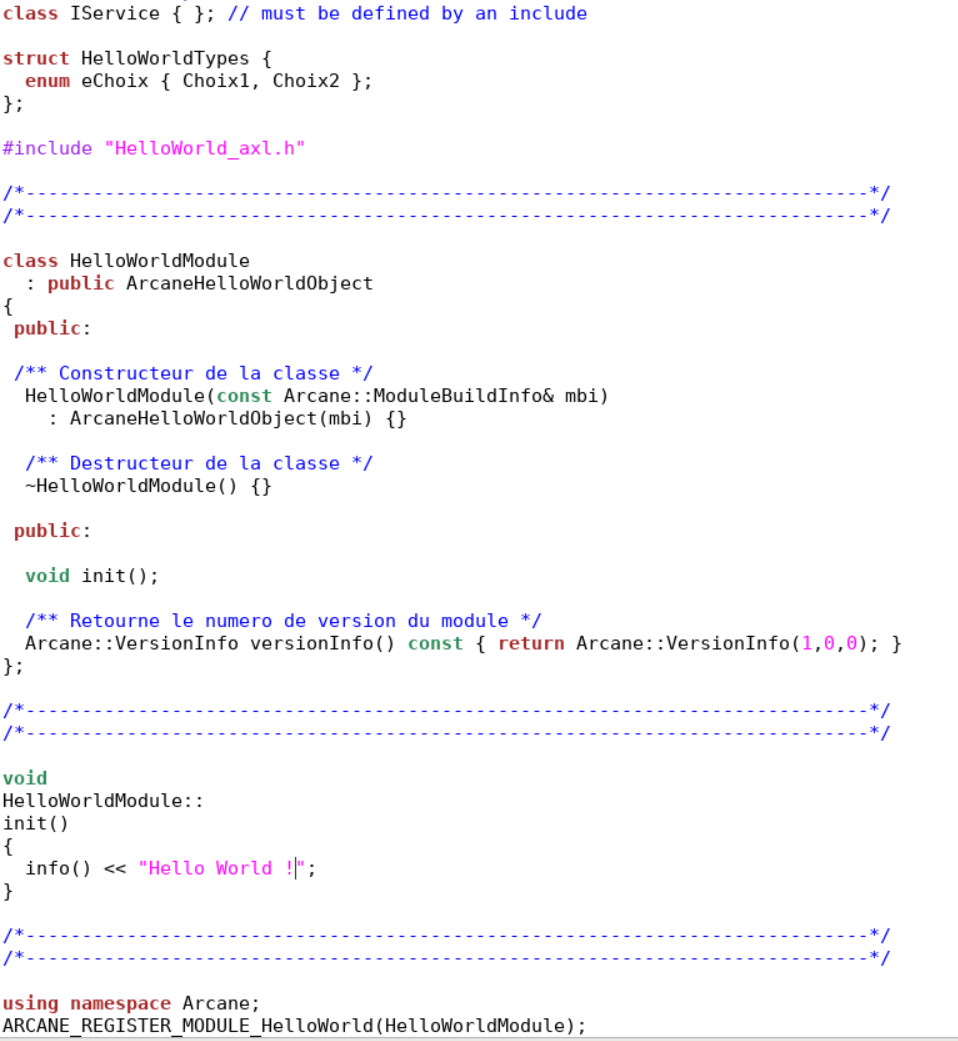 class IService { }; // must be defined by an include
struct HelloWorldTypes {
  enum eChoix { Choix1, Choix2 };
};
#include "HelloWorld_axl.h"
/*---------------------------------------------------------------------------*/
/*---------------------------------------------------------------------------*/
class HelloWorldModule
  : public ArcaneHelloWorldObject
{
 public:
 /** Constructeur de la classe */
  HelloWorldModule(const Arcane::ModuleBuildInfo& mbi)
    : ArcaneHelloWorldObject(mbi) {}
  /** Destructeur de la classe */
  ~HelloWorldModule() {}
 public:
  void init();
  /** Retourne le numero de version du module */
  Arcane::VersionInfo versionInfo() const { return Arcane::VersionInfo(1,0,0); }
};
/*---------------------------------------------------------------------------*/
/*---------------------------------------------------------------------------*/
void
HelloWorldModule::
init()
{
  info() << "Hello World !";
}
/*---------------------------------------------------------------------------*/
/*---------------------------------------------------------------------------*/
using namespace Arcane;
ARCANE_REGISTER_MODULE_HelloWorld(HelloWorldModule);